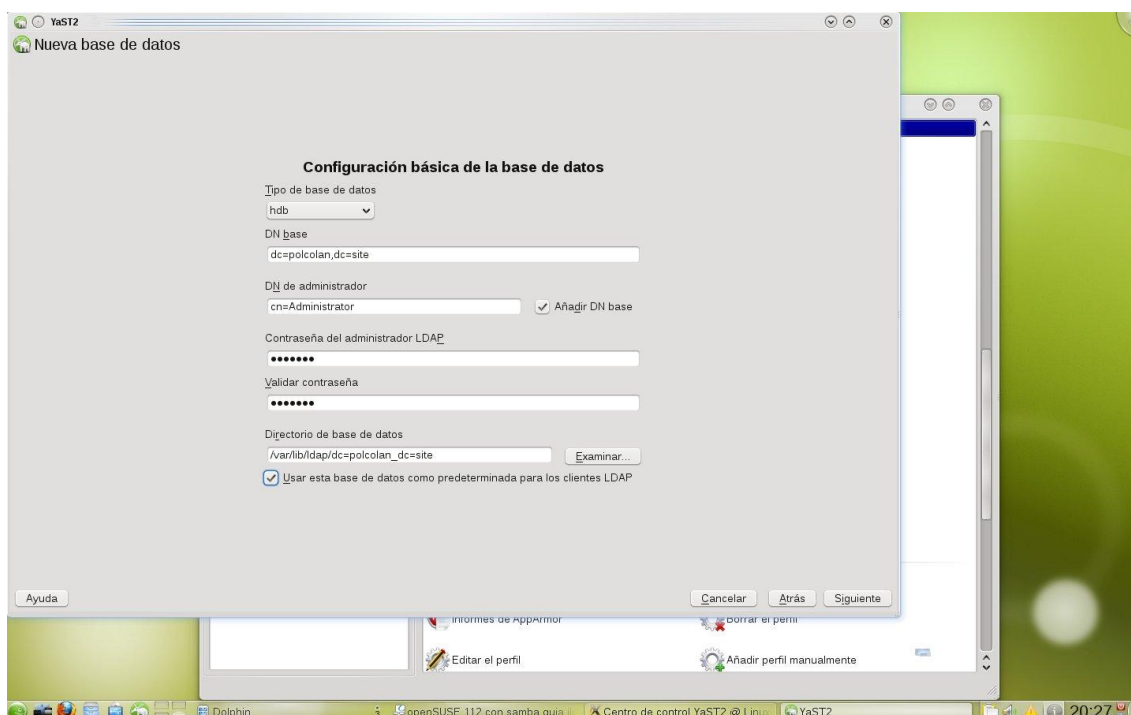 YaST2
Nueva base de datos
Configuración básica de la base de datos
Tipo de base de datos
hdb
DN base
dc=polcolan,dc=site
DN de administrador
cn=Administrator
Añadir DN base
Contraseña del administrador LDAP
•••••••
Validar contraseña
•••••••
Directorio de base de datos
/var/lib/ldap/dc=polcolan_dc=site
Examinar...
Usar esta base de datos como predeterminada para los clientes LDAP
Ayuda
Cancelar
Atrás
Siguiente
Informes de AppArmor
Borrar el perfil
Editar el perfil
Añadir perfil manualmente
Dolphin
openSUSE 112 con samba guia
Centro de control YaST2 @ Linux
YaST2
20:27